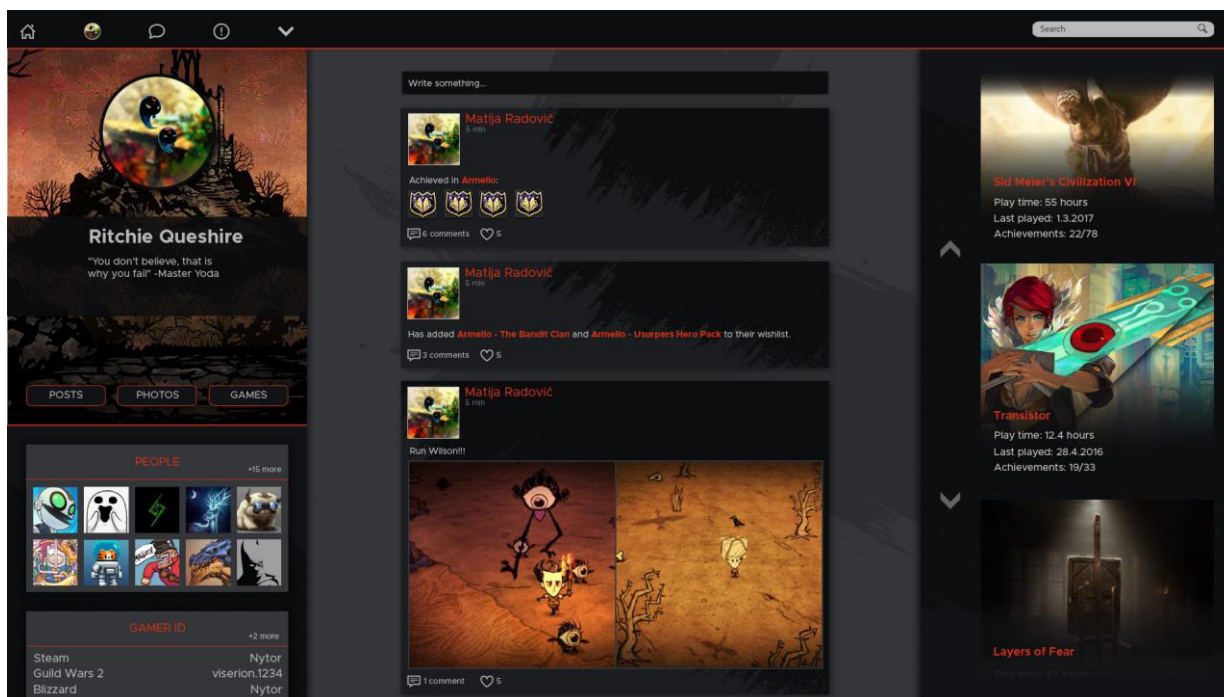 Search
Ritchie Queshire
"You don't believe, that is
why you fail" -Master Yoda
POSTS
PHOTOS
GAMES
PEOPLE
+15 more
GAMER ID
+2 more
Steam Nytor
Guild Wars 2 viserion.1234
Blizzard Nytor
Write something...
Matija Radović
5 min
Achieved in Armello:
6 comments 5
Matija Radović
5 min
Has added Armello - The Bandit Clan and Armello - Usurpers Hero Pack to their wishlist.
3 comments 5
Matija Radović
5 min
Run Wilson!!!
1 comment 5
Sid Meier's Civilization VI
Play time: 55 hours
Last played: 1.3.2017
Achievements: 22/78
Transistor
Play time: 12.4 hours
Last played: 28.4.2016
Achievements: 19/33
Layers of Fear